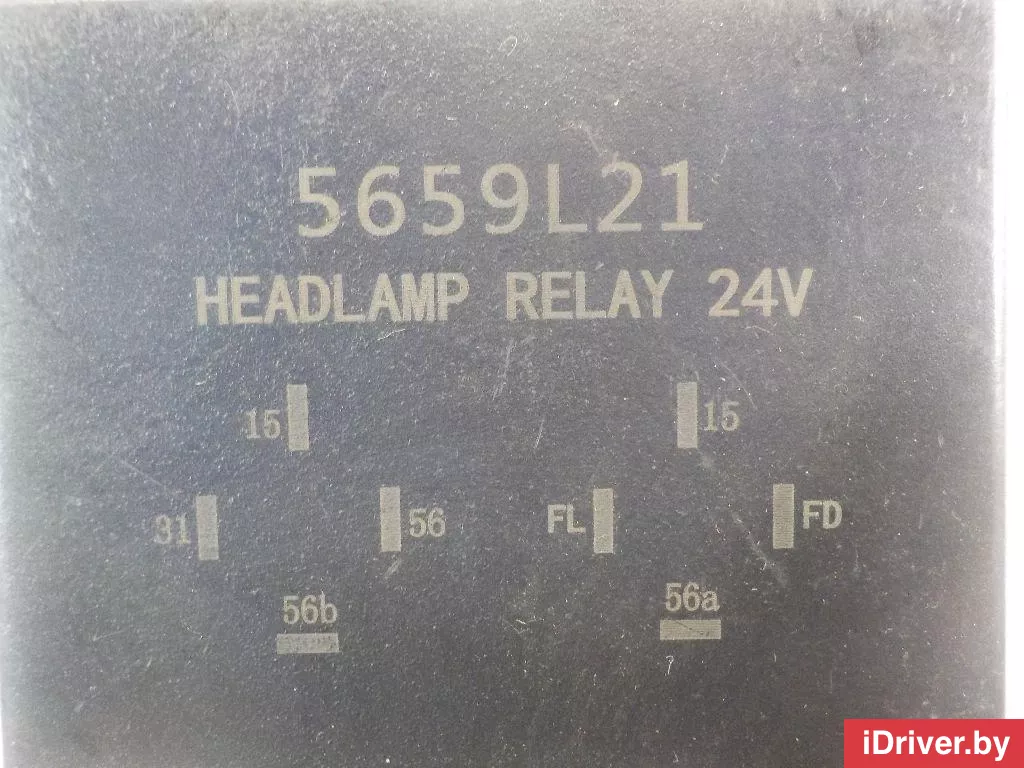 5659L21
HEADLAMP RELAY 24V
15 15
31 56 FL FD
56b 56a
iDriver.by